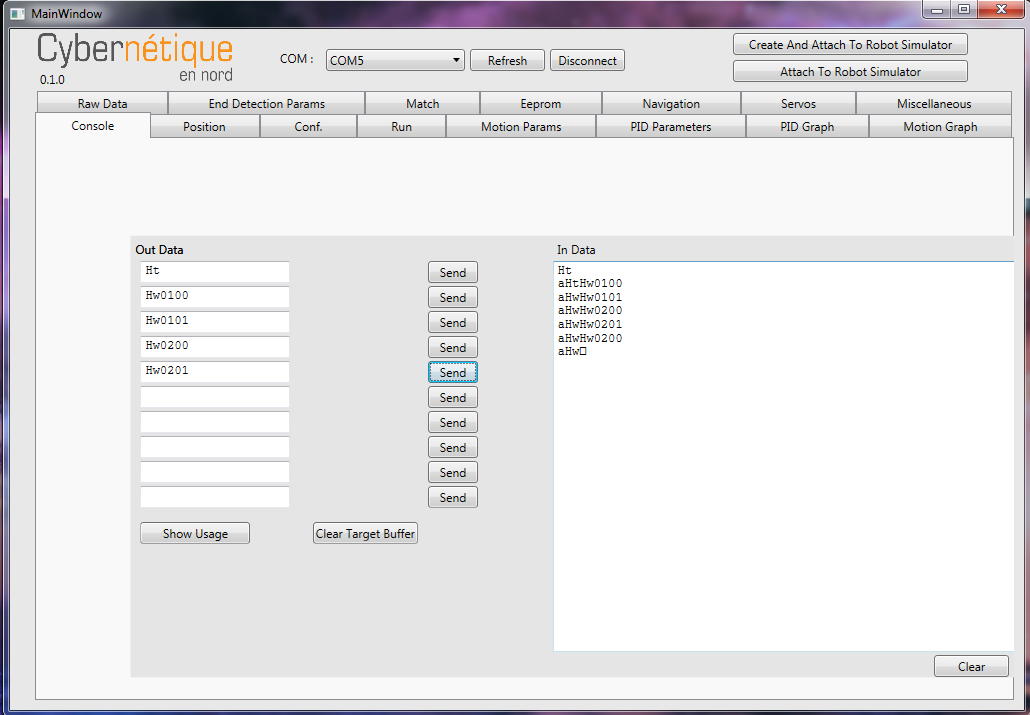 MainWindow
Cybernétique
en nord
0.1.0
COM :
COM5
Refresh
Disconnect
Create And Attach To Robot Simulator
Attach To Robot Simulator
Raw Data
End Detection Params
Match
Eeprom
Navigation
Servos
Miscellaneous
Console
Position
Conf.
Run
Motion Params
PID Parameters
PID Graph
Motion Graph
Out Data
Ht
Send
Hw0100
Send
Hw0101
Send
Hw0200
Send
Hw0201
Send
Send
Send
Send
Send
Send
Show Usage
Clear Target Buffer
In Data
Ht
aHtHw0100
aHwHw0101
aHwHw0200
aHwHw0201
aHwHw0200
aHw□
Clear